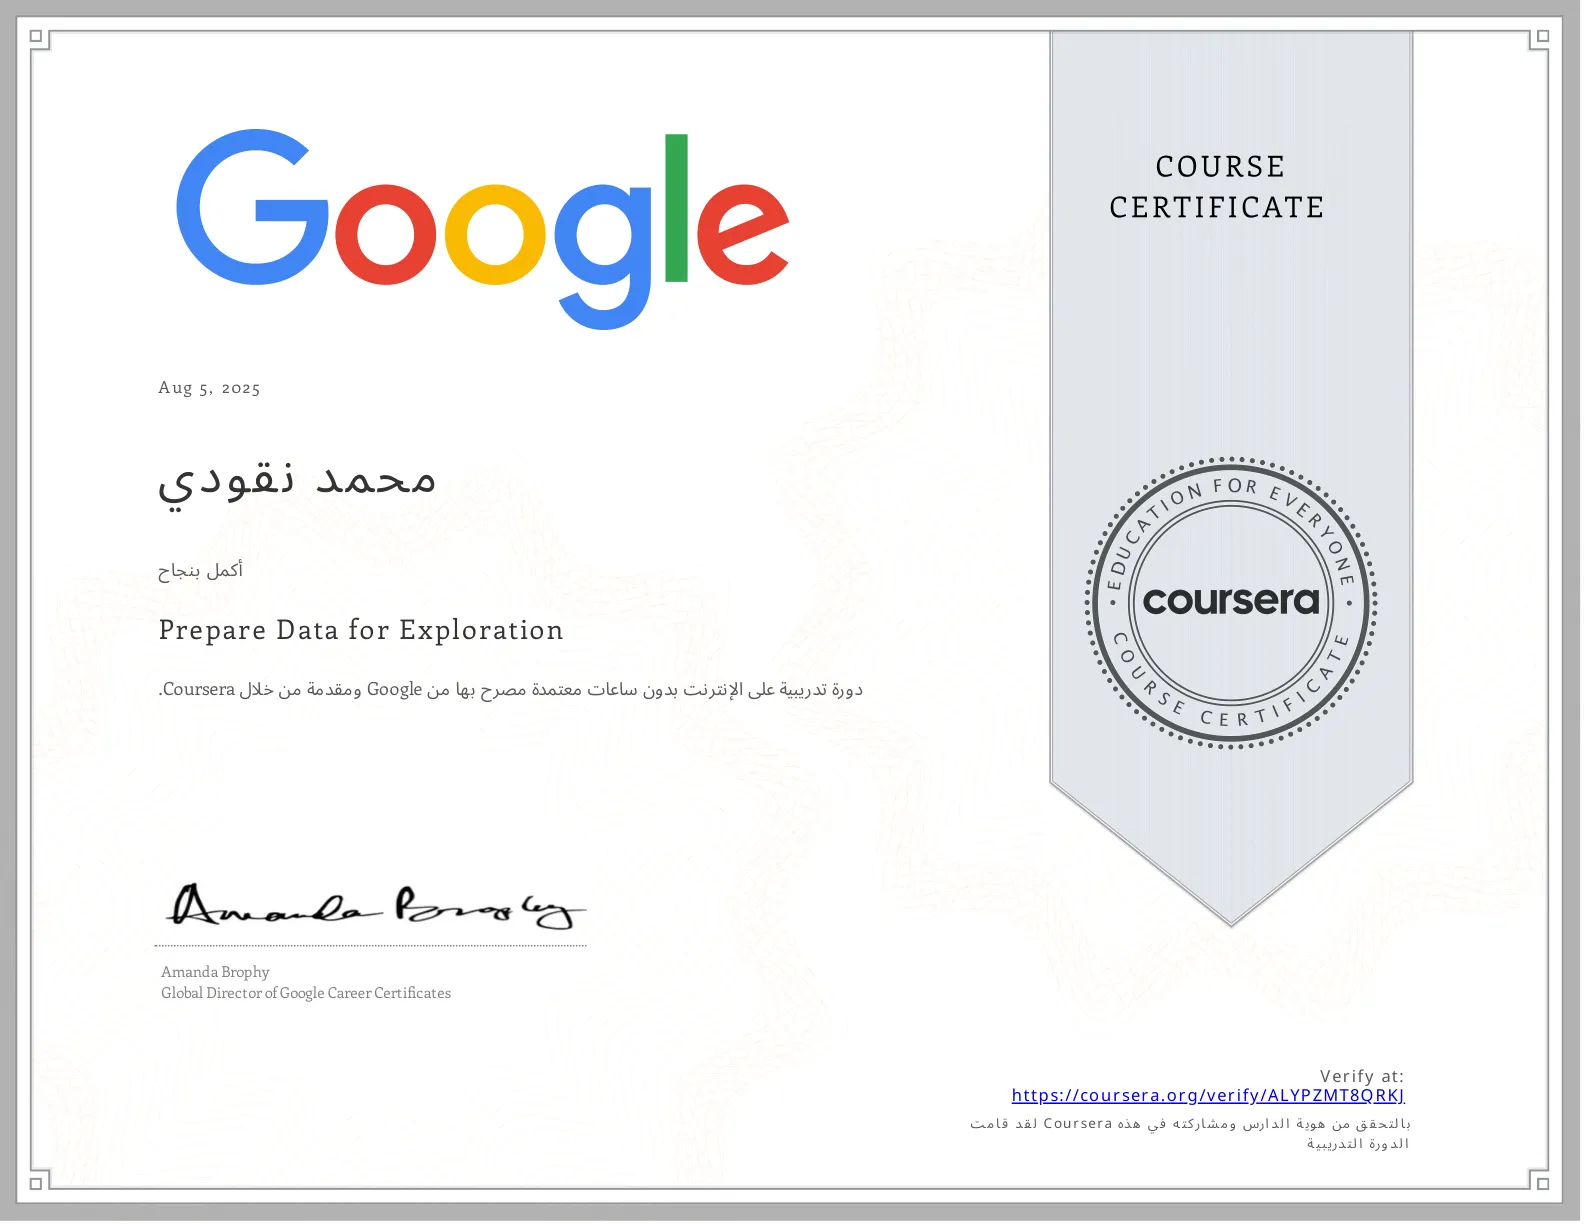 Google
COURSE
CERTIFICATE
Aug 5, 2025
محمد نقودي
أكمل بنجاح
Prepare Data for Exploration
دورة تدريبية على الإنترنت بدون ساعات معتمدة مصرح بها من Google ومقدمة من خلال Coursera.
EDUCATION FOR EVERYONE
coursera
COURSE CERTIFICATE
Amanda Brophy
Amanda Brophy
Global Director of Google Career Certificates
Verify at:
https://coursera.org/verify/ALYPZMT8QRKJ
بالتحقق من هوية الدارس ومشاركته في هذه Coursera لقد قامت
الدورة التدريبية